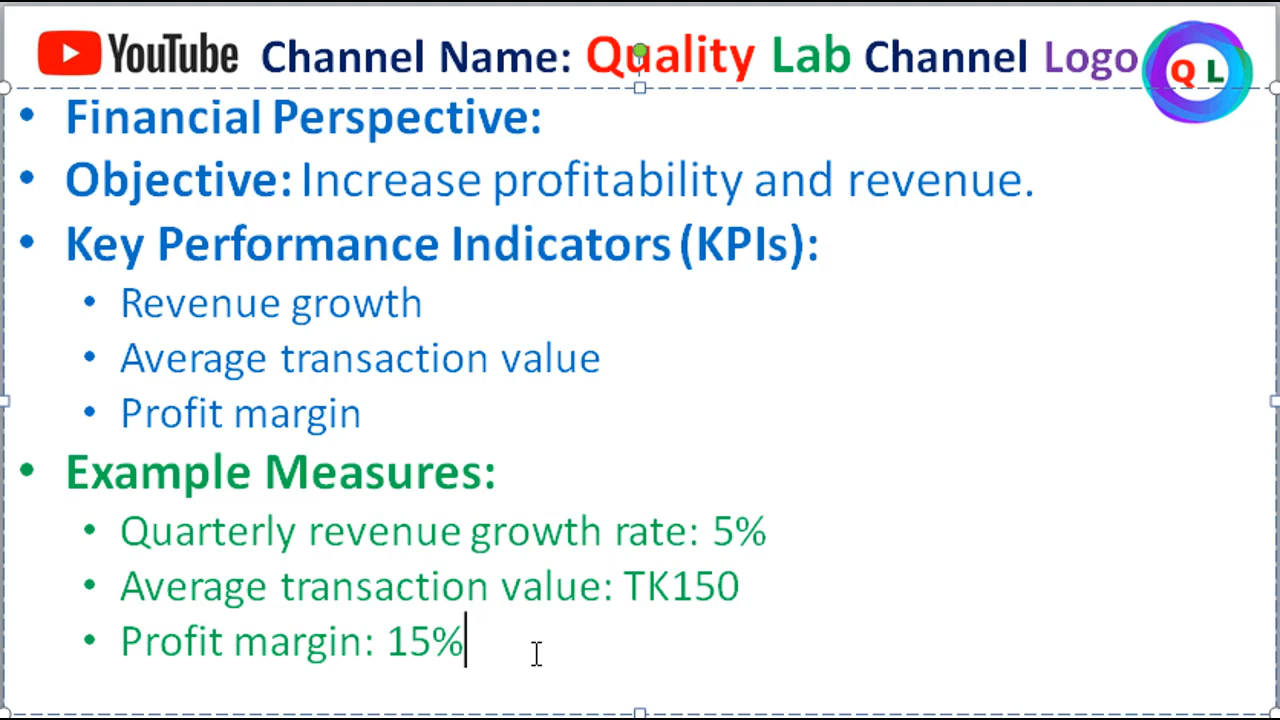 YouTube Channel Name: Quality Lab Channel Logo QL
• Financial Perspective:
• Objective: Increase profitability and revenue.
• Key Performance Indicators (KPIs):
• Revenue growth
• Average transaction value
• Profit margin
• Example Measures:
• Quarterly revenue growth rate: 5%
• Average transaction value: TK150
• Profit margin: 15%